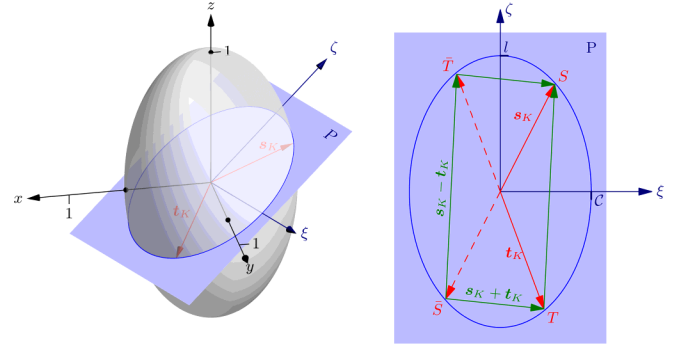 z
1
ζ
P
s_K
x
1
t_K
ξ
1
y
ζ
P
l
T̄
S
s_K
s_K − t_K
ξ
C
t_K
S̄
s_K + t_K
T